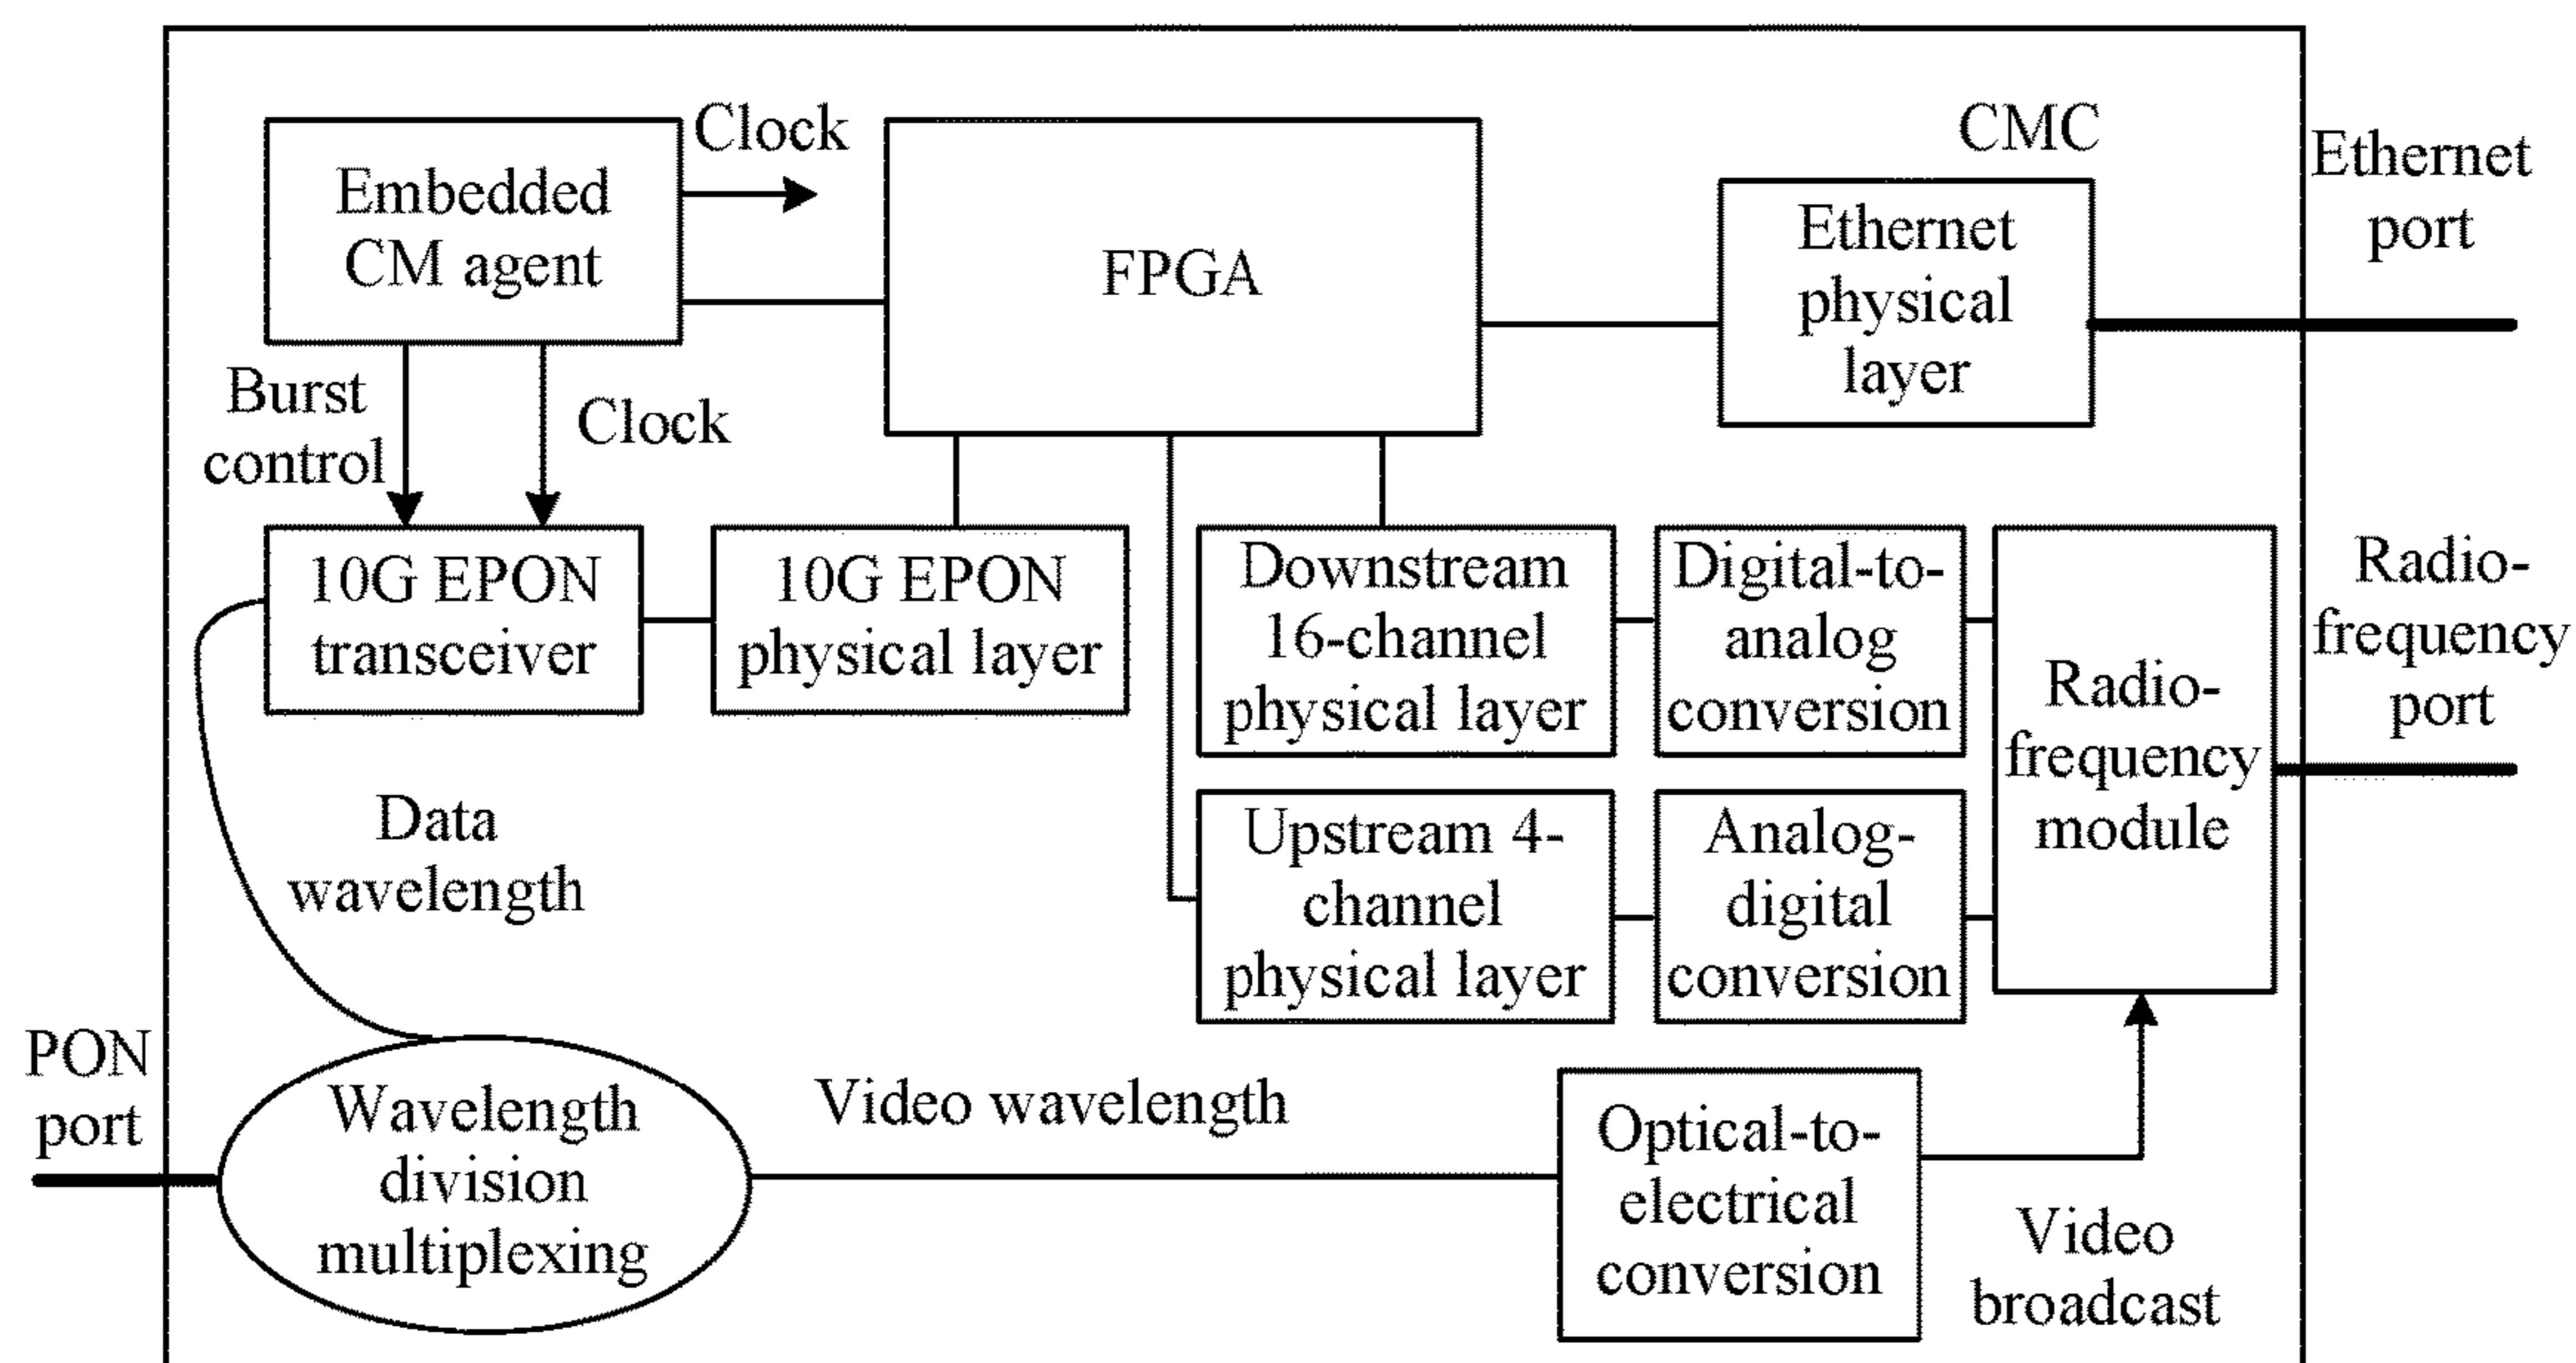 Embedded
CM agent
Clock
FPGA
CMC
Ethernet
physical
layer
Ethernet
port
Burst
control
Clock
10G EPON
transceiver
10G EPON
physical layer
Downstream
16-channel
physical layer
Digital-to-
analog
conversion
Radio-
frequency
module
Radio-
frequency
port
Data
wavelength
Upstream 4-
channel
physical layer
Analog-
digital
conversion
PON
port
Wavelength
division
multiplexing
Video wavelength
Optical-to-
electrical
conversion
Video
broadcast